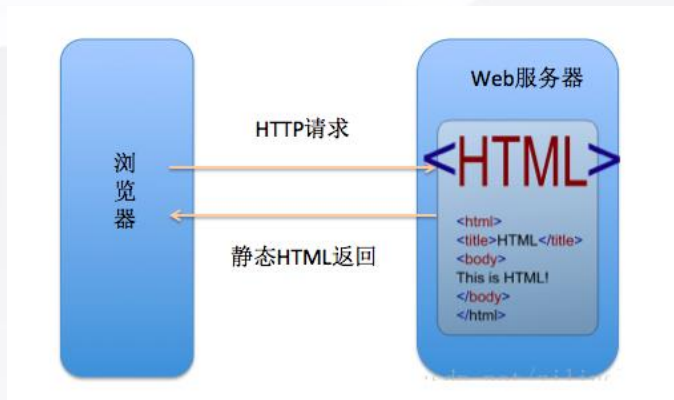 浏览器
HTTP请求
静态HTML返回
Web服务器
<HTML>
<html>
<title>HTML</title>
<body>
This is HTML!
</body>
</html>